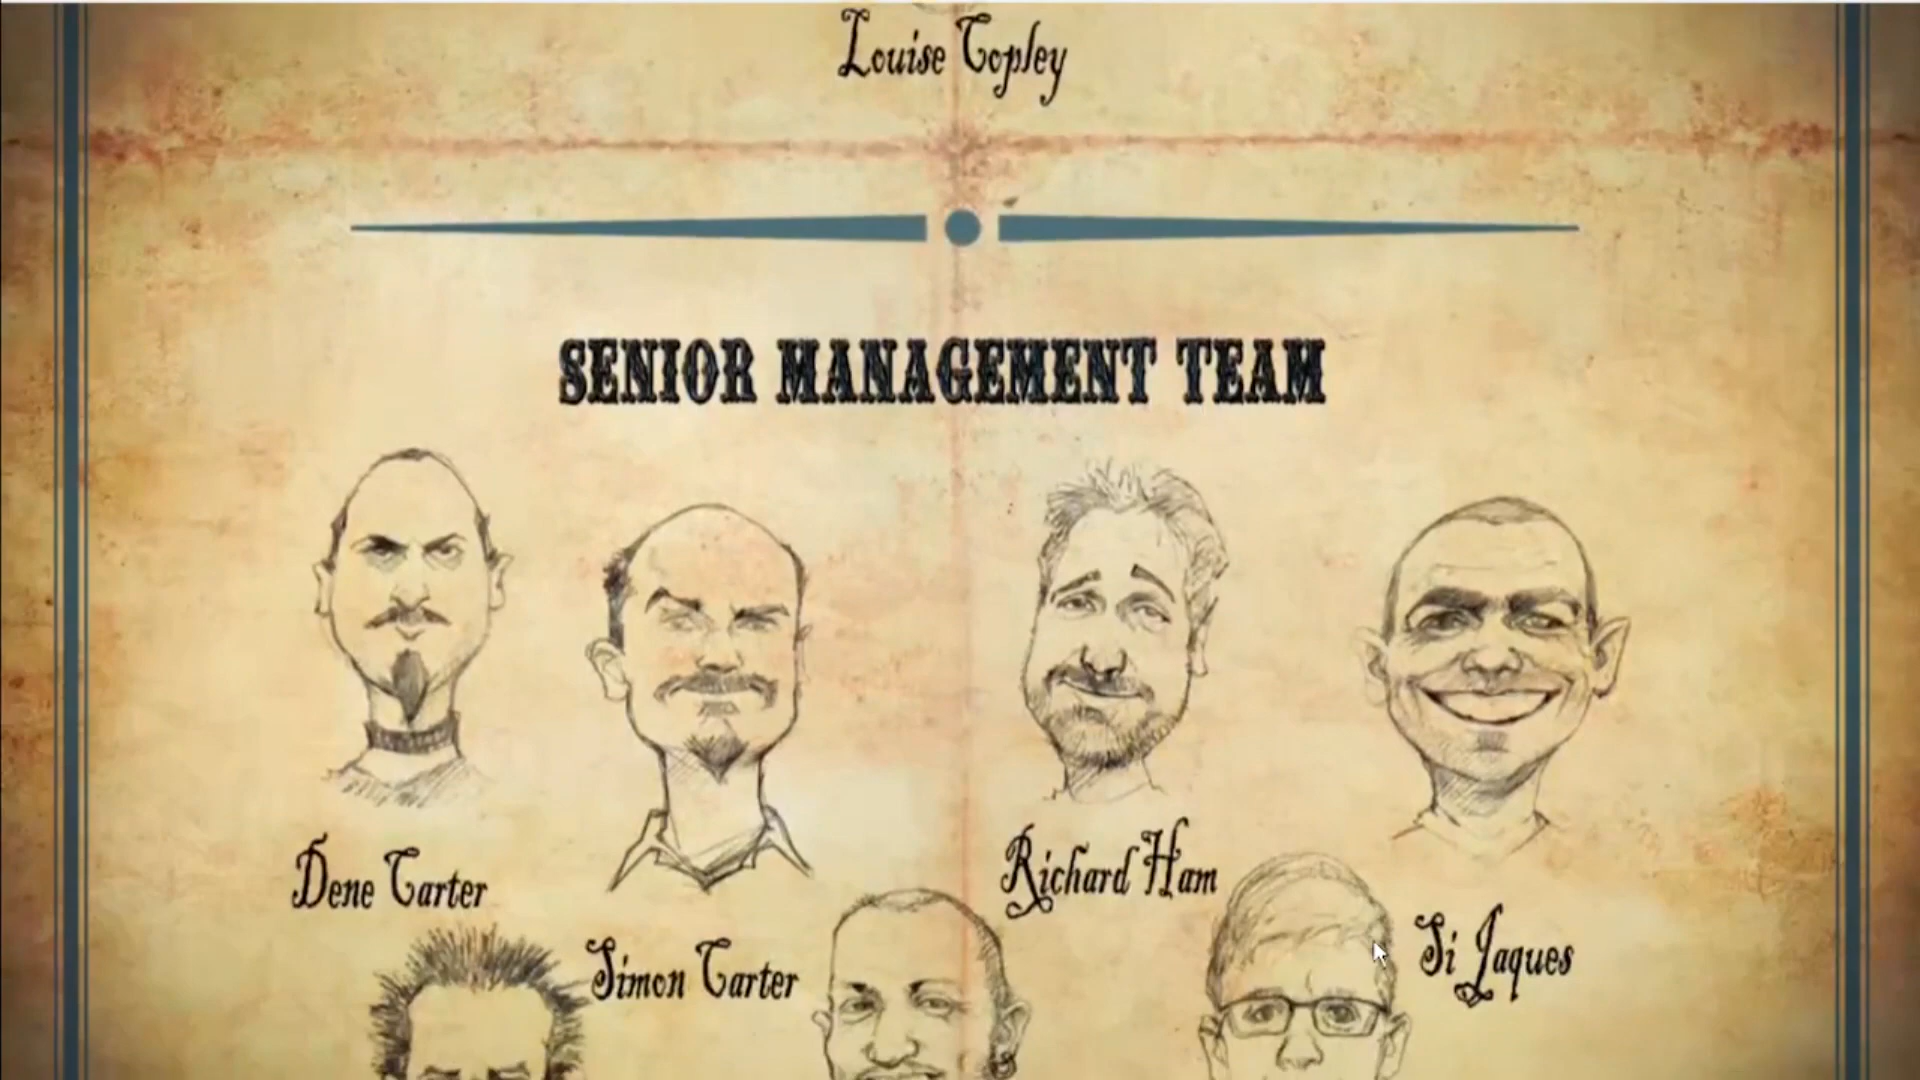 Louise Copley
SENIOR MANAGEMENT TEAM
Dene Carter
Simon Carter
Richard Ham
Si Jaques